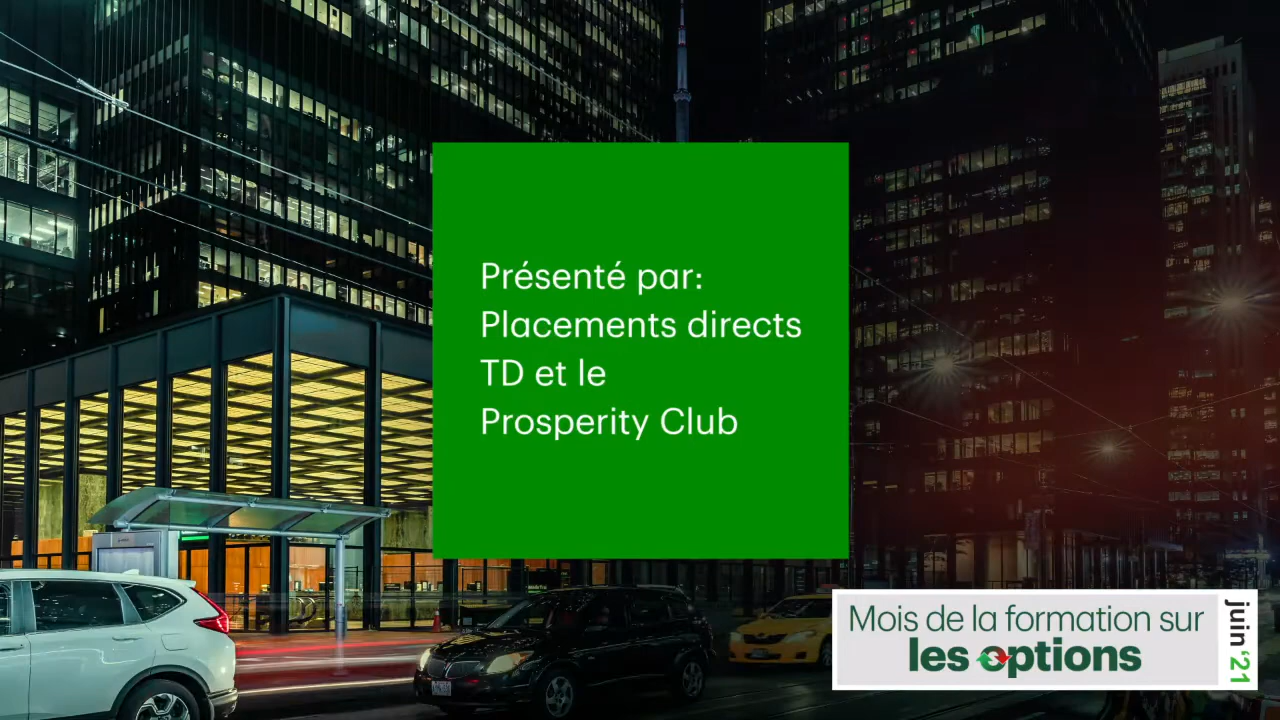 Présenté par:
Placements directs
TD et le
Prosperity Club
Mois de la formation sur
les options
juin '21